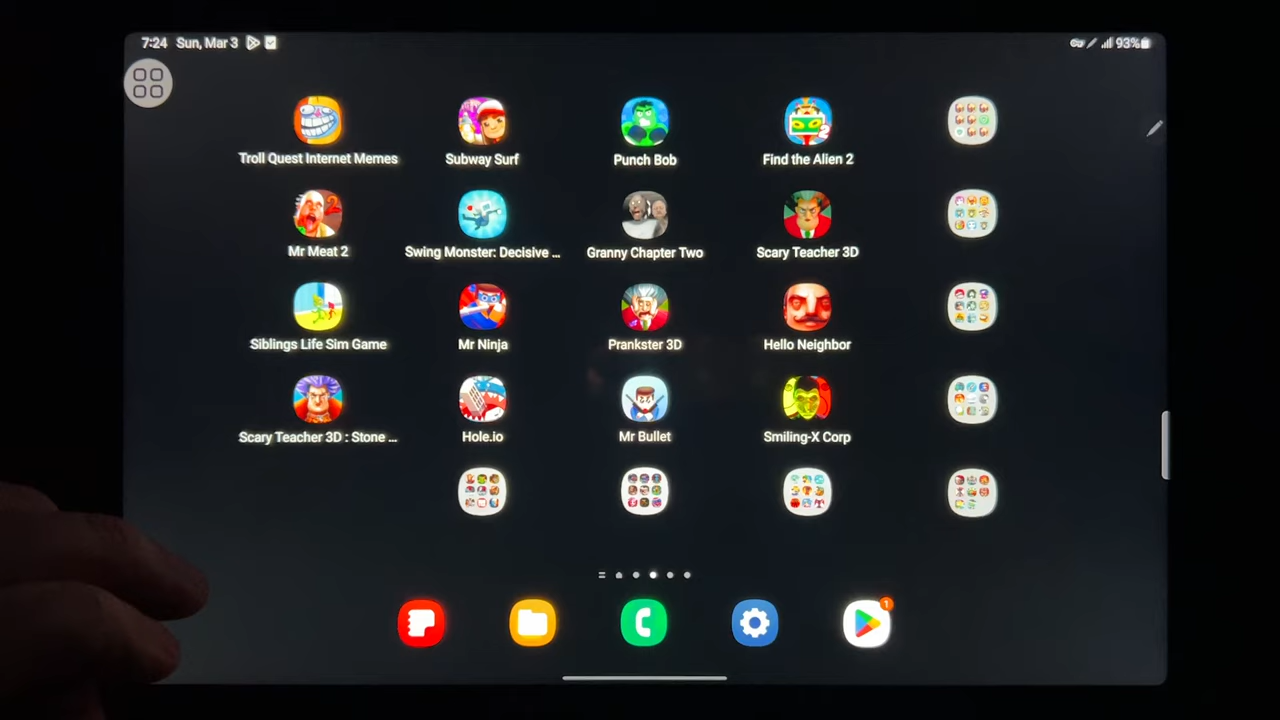 7:24 Sun, Mar 3 93%
Troll Quest Internet Memes Subway Surf Punch Bob Find the Alien 2
2
Mr Meat 2 Swing Monster: Decisive ... Granny Chapter Two Scary Teacher 3D
Siblings Life Sim Game Mr Ninja Prankster 3D Hello Neighbor
Scary Teacher 3D : Stone ... Hole.io Mr Bullet Smiling-X Corp
1